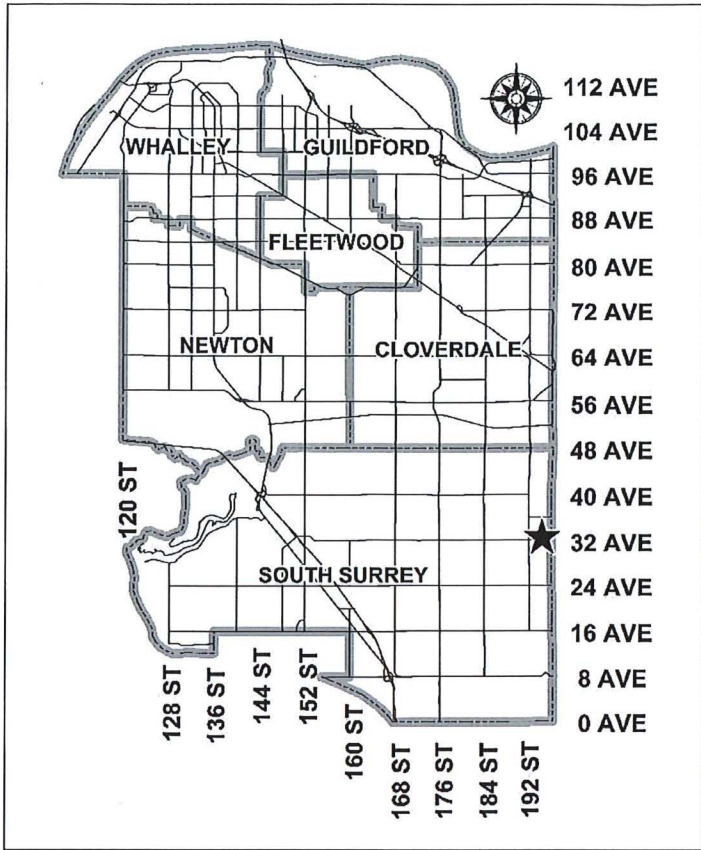 112 AVE
104 AVE
WHALLEY
GUILDFORD
96 AVE
88 AVE
FLEETWOOD
80 AVE
72 AVE
NEWTON
CLOVERDALE
64 AVE
56 AVE
48 AVE
120 ST
40 AVE
32 AVE
SOUTH SURREY
24 AVE
16 AVE
8 AVE
0 AVE
128 ST
136 ST
144 ST
152 ST
160 ST
168 ST
176 ST
184 ST
192 ST